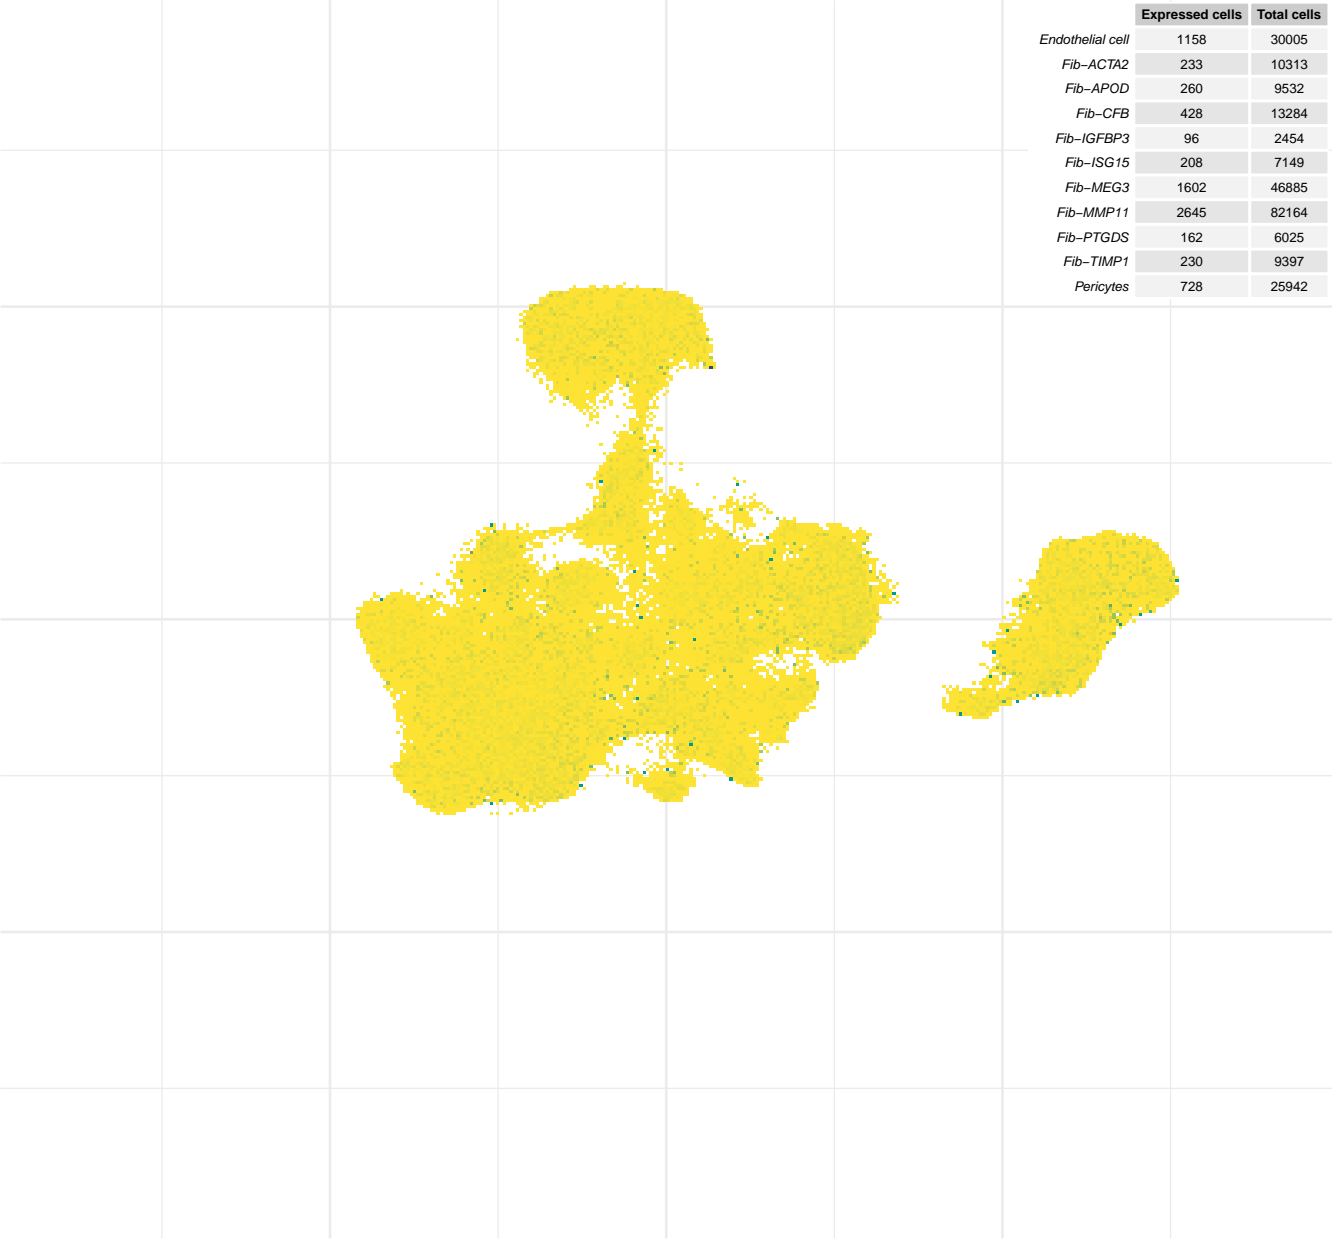 Expressed cells Total cells
Endothelial cell 1158 30005
Fib−ACTA2 233 10313
Fib−APOD 260 9532
Fib−CFB 428 13284
Fib−IGFBP3 96 2454
Fib−ISG15 208 7149
Fib−MEG3 1602 46885
Fib−MMP11 2645 82164
Fib−PTGDS 162 6025
Fib−TIMP1 230 9397
Pericytes 728 25942